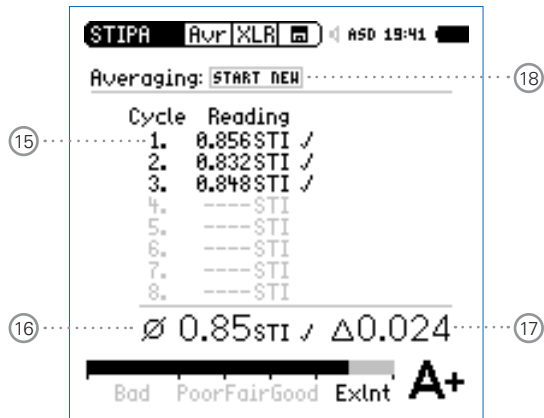 STIPA Avr XLR ASD 19:41
Averaging: START NEW 18
Cycle Reading
15 1. 0.856STI ✓
2. 0.832STI ✓
3. 0.848STI ✓
4. ----STI
5. ----STI
6. ----STI
7. ----STI
8. ----STI
16 Ø 0.85STI ✓ Δ0.024 17
Bad Poor Fair Good Exlnt A+